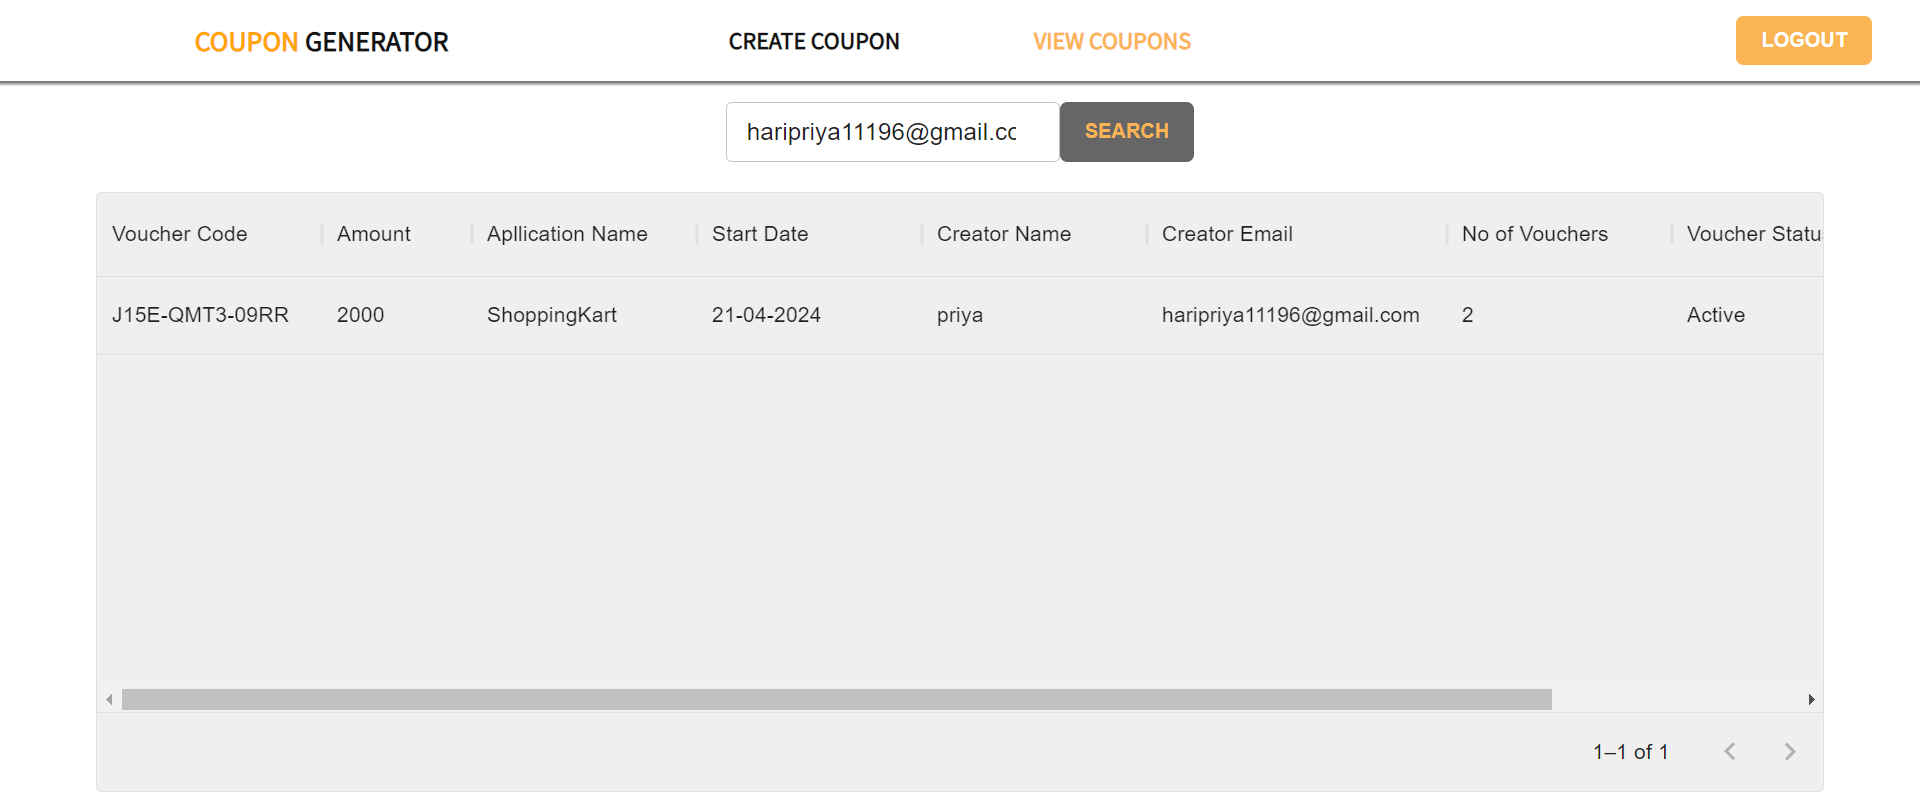 COUPON GENERATOR CREATE COUPON VIEW COUPONS LOGOUT
haripriya11196@gmail.cc SEARCH
Voucher Code Amount Apllication Name Start Date Creator Name Creator Email No of Vouchers Voucher Statu
J15E-QMT3-09RR 2000 ShoppingKart 21-04-2024 priya haripriya11196@gmail.com 2 Active
1–1 of 1